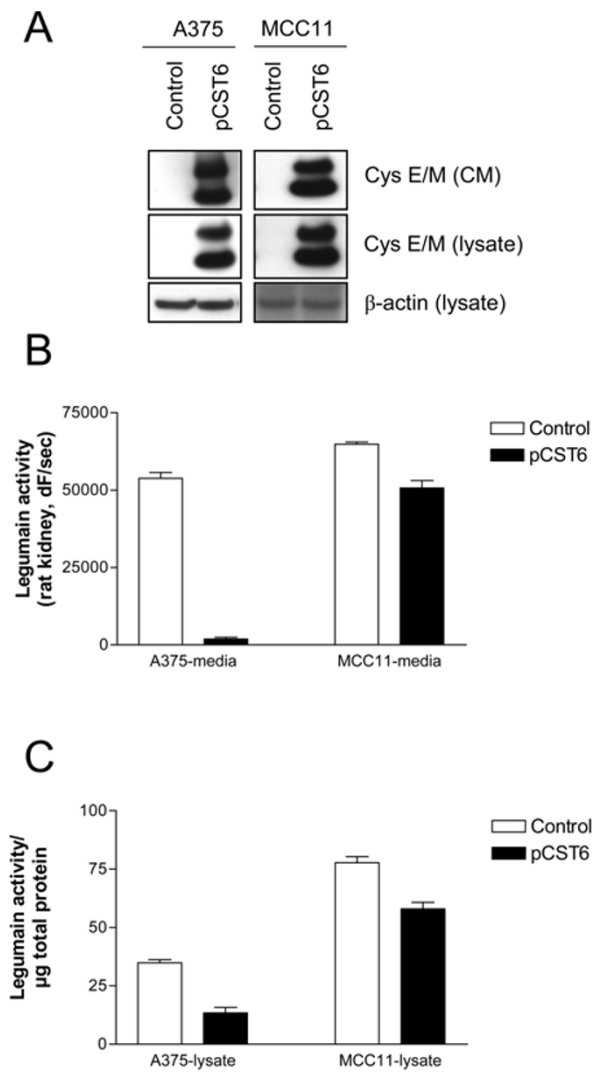 A
A375 MCC11
Control pCST6 Control pCST6
Cys E/M (CM)
Cys E/M (lysate)
β-actin (lysate)
B
75000
50000
25000
0
Legumain activity
(rat kidney, dF/sec)
Control
pCST6
A375-media MCC11-media
C
100
75
50
25
0
Legumain activity/
μg total protein
Control
pCST6
A375-lysate MCC11-lysate